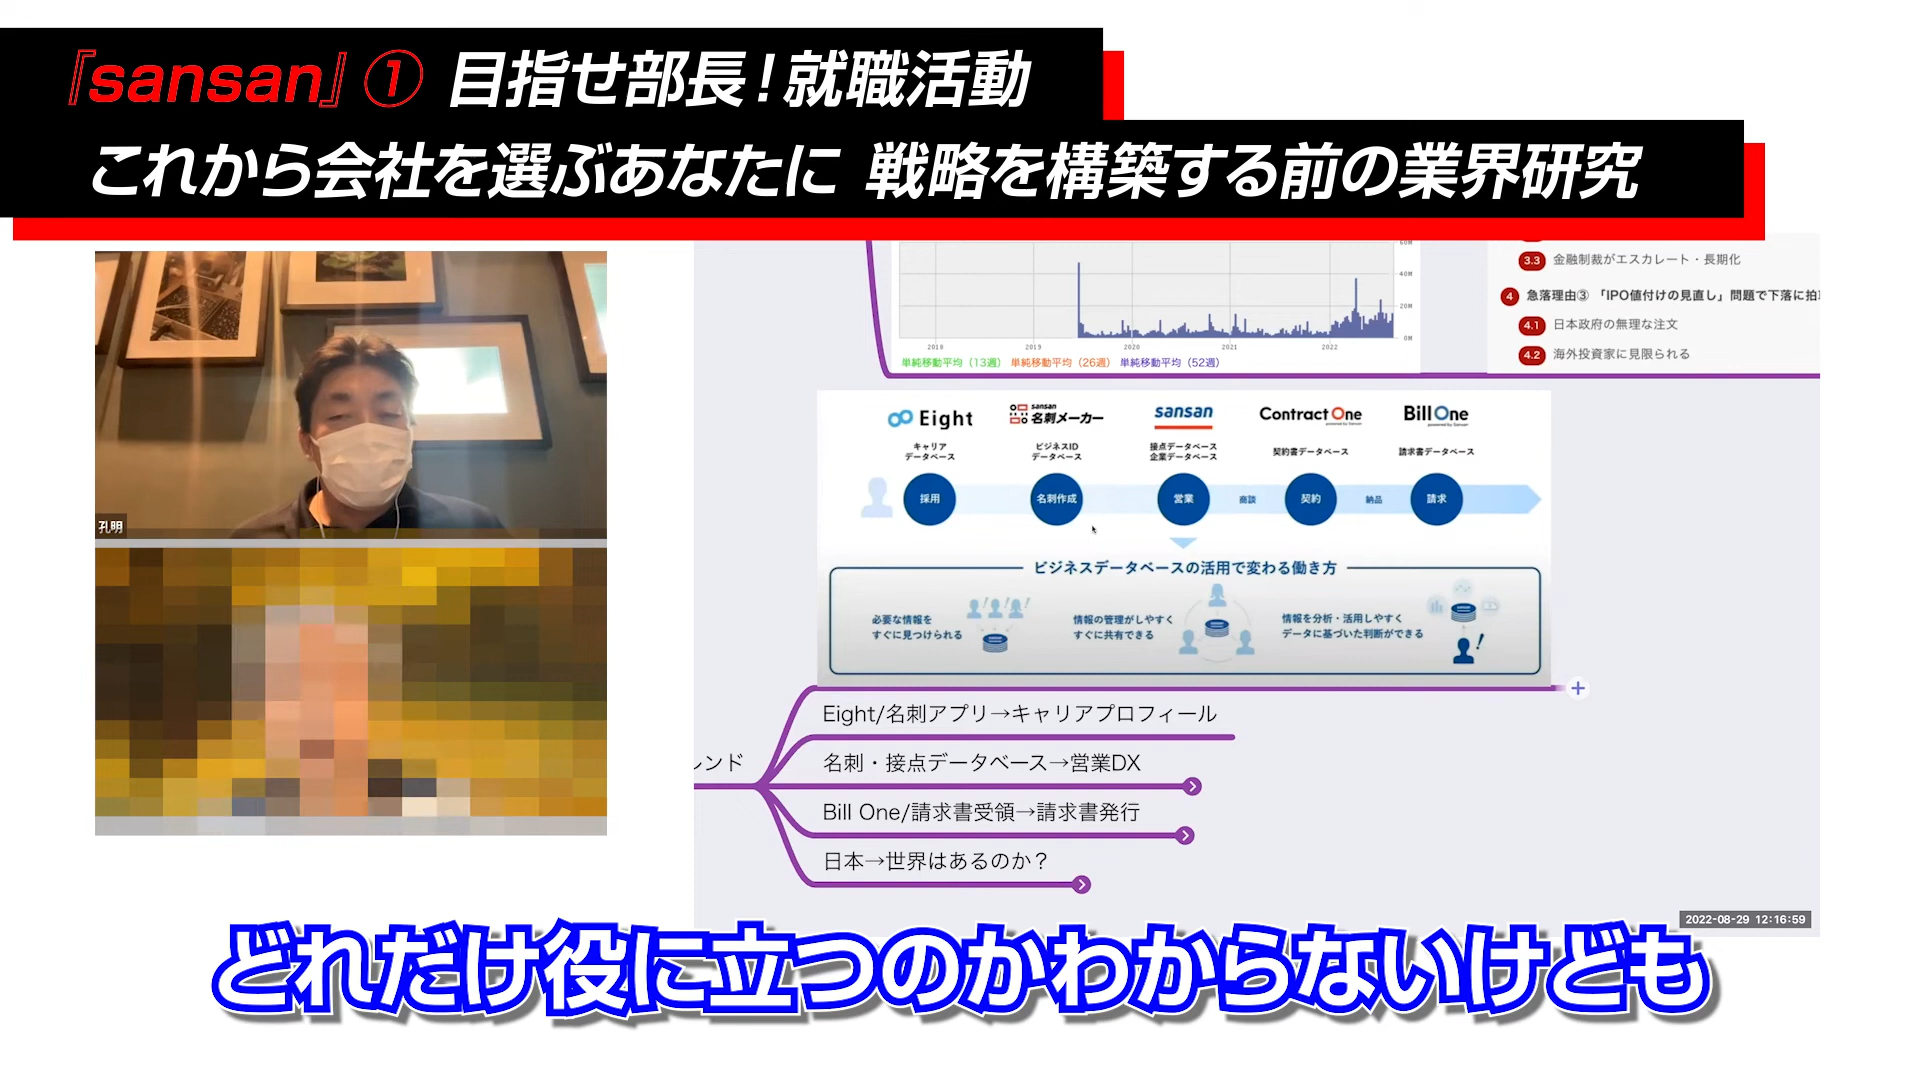 『sansan』① 目指せ部長！就職活動
これから会社を選ぶあなたに 戦略を構築する前の業界研究
孔明
60M
40M
20M
0M
2018 2019 2020 2021 2022
単純移動平均（13週） 単純移動平均（26週） 単純移動平均（52週）
3.3 金融制裁がエスカレート・長期化
4 急落理由③ 「IPO値付けの見直し」問題で下落に拍
4.1 日本政府の無理な注文
4.2 海外投資家に見限られる
Eight
キャリア
データベース
sansan
名刺メーカー
ビジネスID
データベース
sansan
接点データベース
企業データベース
Contract One
powered by Sansan
契約書データベース
Bill One
powered by Sansan
請求書データベース
採用 名刺作成 営業 商談 契約 納品 請求
ビジネスデータベースの活用で変わる働き方
必要な情報を
すぐに見つけられる
情報の管理がしやすく
すぐに共有できる
情報を分析・活用しやすく
データに基づいた判断ができる
レンド
Eight/名刺アプリ→キャリアプロフィール
名刺・接点データベース→営業DX
Bill One/請求書受領→請求書発行
日本→世界はあるのか？
2022-08-29 12:16:59
どれだけ役に立つのかわからないけども